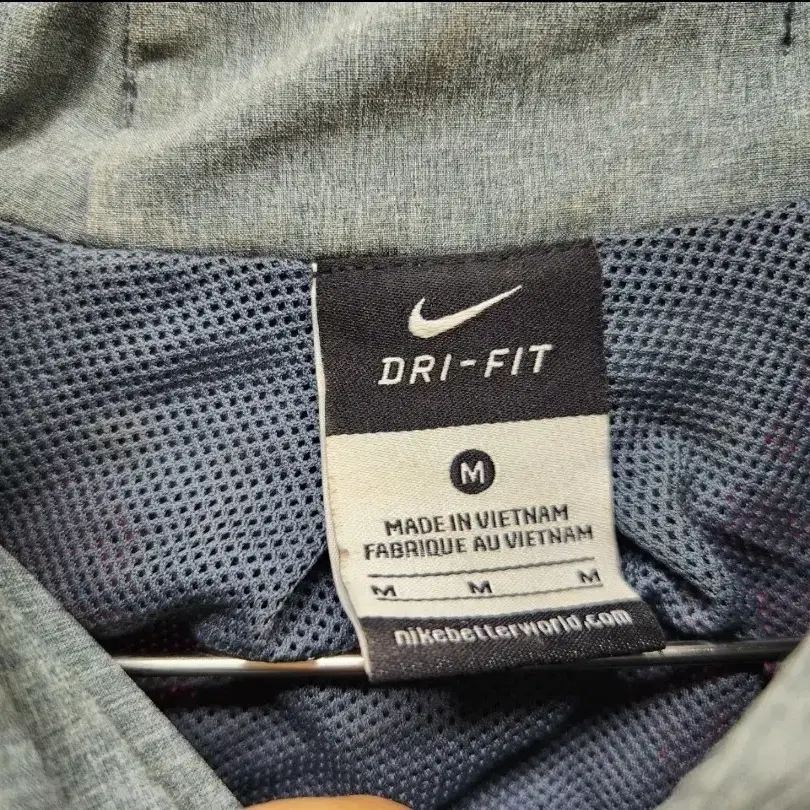 DRI-FIT
M
MADE IN VIETNAM
FABRIQUE AU VIETNAM
M M M
nikebetterworld.com